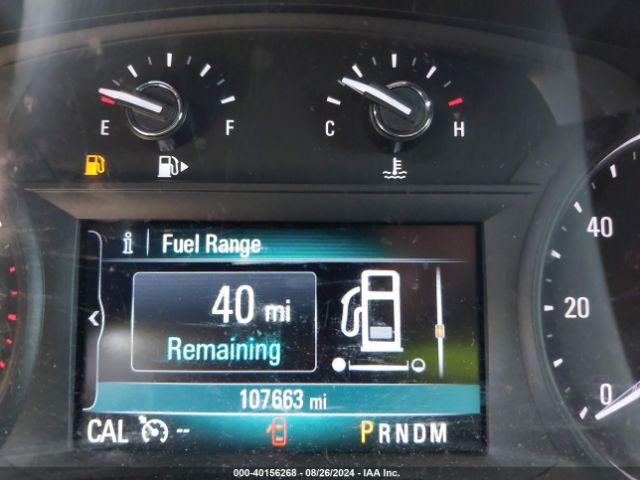 E F
C H
i | Fuel Range
40 mi
Remaining
107663 mi
CAL -- PRNDM
40
20
0
000-40156268 - 08/26/2024 - IAA Inc.